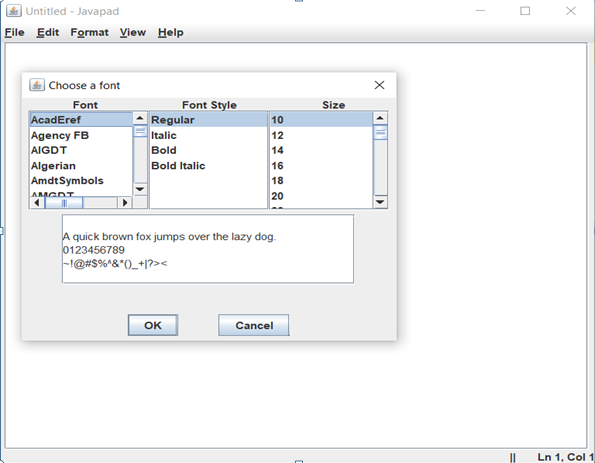 Untitled - Javapad
File Edit Format View Help
Choose a font
Font Font Style Size
AcadEref Regular 10
Agency FB Italic 12
AIGDT Bold 14
Algerian Bold Italic 16
AmdtSymbols 18
AMGDT 20
A quick brown fox jumps over the lazy dog.
0123456789
~!@#$%^&*()_+|?><
OK Cancel
|| Ln 1, Col 1